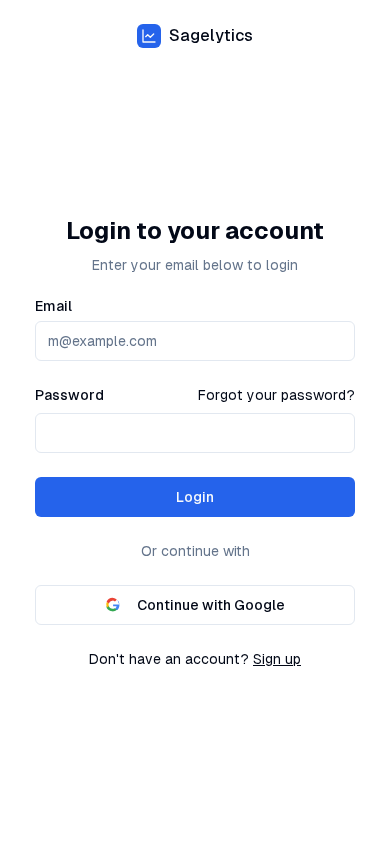 Sagelytics
Login to your account
Enter your email below to login
Email
m@example.com
Password Forgot your password?
Login
Or continue with
Continue with Google
Don't have an account? Sign up